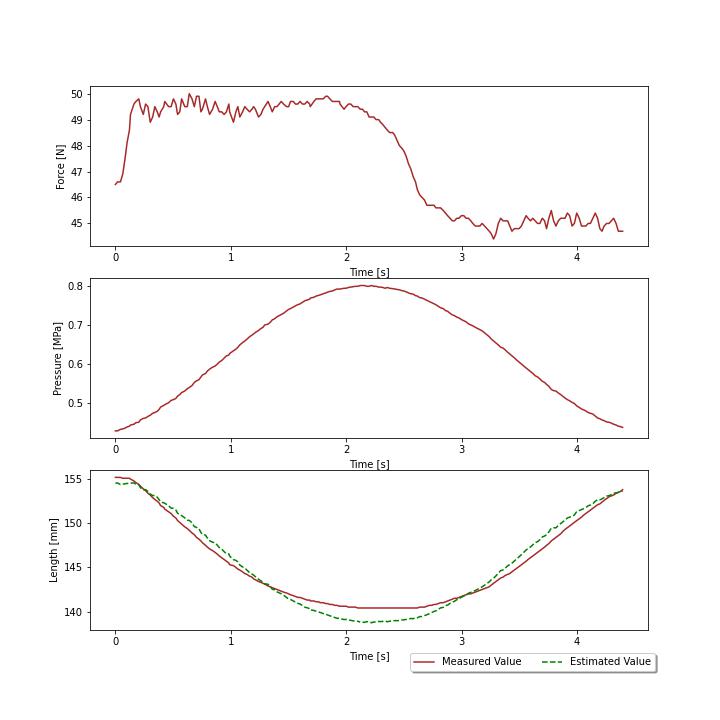 50
49
48
47
46
45
Force [N]
0 1 2 3 4
Time [s]
0.8
0.7
0.6
0.5
Pressure [MPa]
0 1 2 3 4
Time [s]
155
150
145
140
Length [mm]
0 1 2 3 4
Time [s]
Measured Value Estimated Value